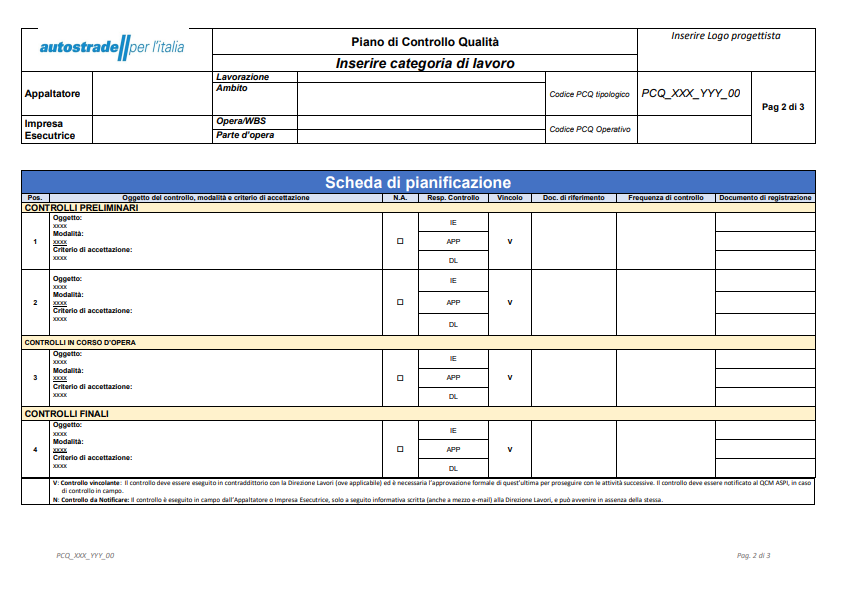 autostrade per l'italia
Piano di Controllo Qualità
Inserire Logo progettista
Inserire categoria di lavoro
Appaltatore
Lavorazione
Ambito
Codice PCQ tipologico
PCQ_XXX_YYY_00
Pag 2 di 3
Impresa
Esecutrice
Opera/WBS
Parte d'opera
Codice PCQ Operativo
Scheda di pianificazione
Pos. Oggetto del controllo, modalità e criterio di accettazione N.A. Resp. Controllo Vincolo Doc. di riferimento Frequenza di controllo Documento di registrazione
CONTROLLI PRELIMINARI
1
Oggetto:
xxxx
Modalità:
xxxx
Criterio di accettazione:
xxxx
☐
IE
APP
DL
V
2
Oggetto:
xxxx
Modalità:
xxxx
Criterio di accettazione:
xxxx
☐
IE
APP
DL
V
CONTROLLI IN CORSO D'OPERA
3
Oggetto:
xxxx
Modalità:
xxxx
Criterio di accettazione:
xxxx
☐
IE
APP
DL
V
CONTROLLI FINALI
4
Oggetto:
xxxx
Modalità:
xxxx
Criterio di accettazione:
xxxx
☐
IE
APP
DL
V
V: Controllo vincolante: Il controllo deve essere eseguito in contraddittorio con la Direzione Lavori (ove applicabile) ed è necessaria l'approvazione formale di quest'ultima per proseguire con le attività successive. Il controllo deve essere notificato al QCM ASPI, in caso
di controllo in campo.
N: Controllo da Notificare: Il controllo è eseguito in campo dall'Appaltatore o Impresa Esecutrice, solo a seguito informativa scritta (anche a mezzo e-mail) alla Direzione Lavori, e può avvenire in assenza della stessa.
PCQ_XXX_YYY_00
Pag. 2 di 3